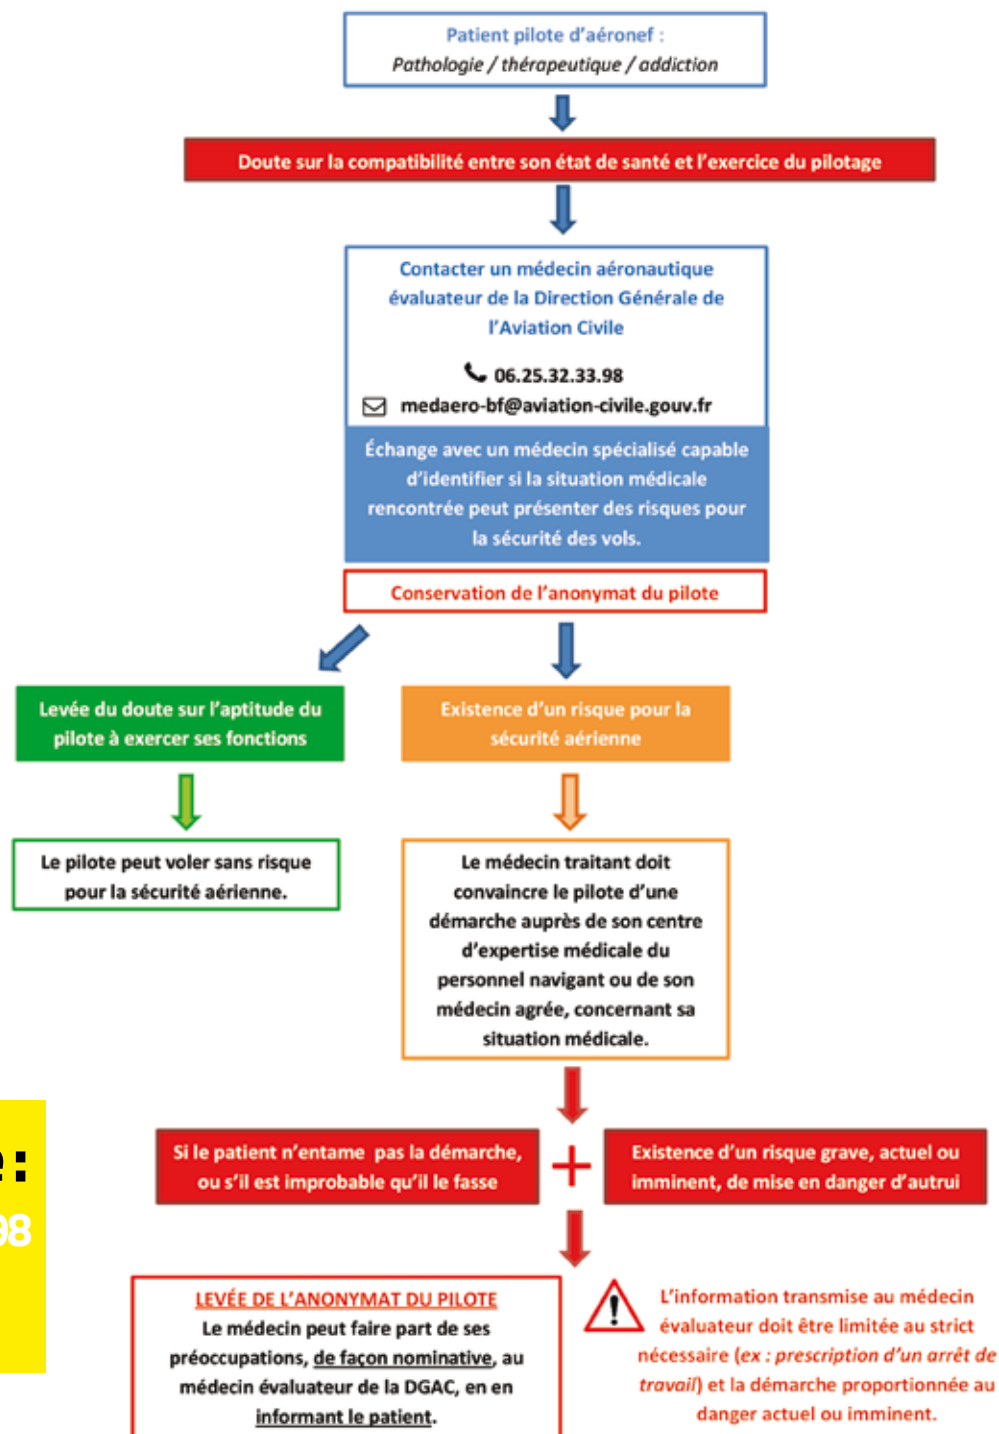 Patient pilote d'aéronef :
Pathologie / thérapeutique / addiction
Doute sur la compatibilité entre son état de santé et l'exercice du pilotage
Contacter un médecin aéronautique
évaluateur de la Direction Générale de
l'Aviation Civile
06.25.32.33.98
medaero-bf@aviation-civile.gouv.fr
Échange avec un médecin spécialisé capable
d'identifier si la situation médicale
rencontrée peut présenter des risques pour
la sécurité des vols.
Conservation de l'anonymat du pilote
Levée du doute sur l'aptitude du
pilote à exercer ses fonctions
Existence d'un risque pour la
sécurité aérienne
Le pilote peut voler sans risque
pour la sécurité aérienne.
Le médecin traitant doit
convaincre le pilote d'une
démarche auprès de son centre
d'expertise médicale du
personnel navigant ou de son
médecin agrée, concernant sa
situation médicale.
e :
98
Si le patient n'entame pas la démarche,
ou s'il est improbable qu'il le fasse
+
Existence d'un risque grave, actuel ou
imminent, de mise en danger d'autrui
LEVÉE DE L'ANONYMAT DU PILOTE
Le médecin peut faire part de ses
préoccupations, de façon nominative, au
médecin évaluateur de la DGAC, en en
informant le patient.
L'information transmise au médecin
évaluateur doit être limitée au strict
nécessaire (ex : prescription d'un arrêt de
travail) et la démarche proportionnée au
danger actuel ou imminent.